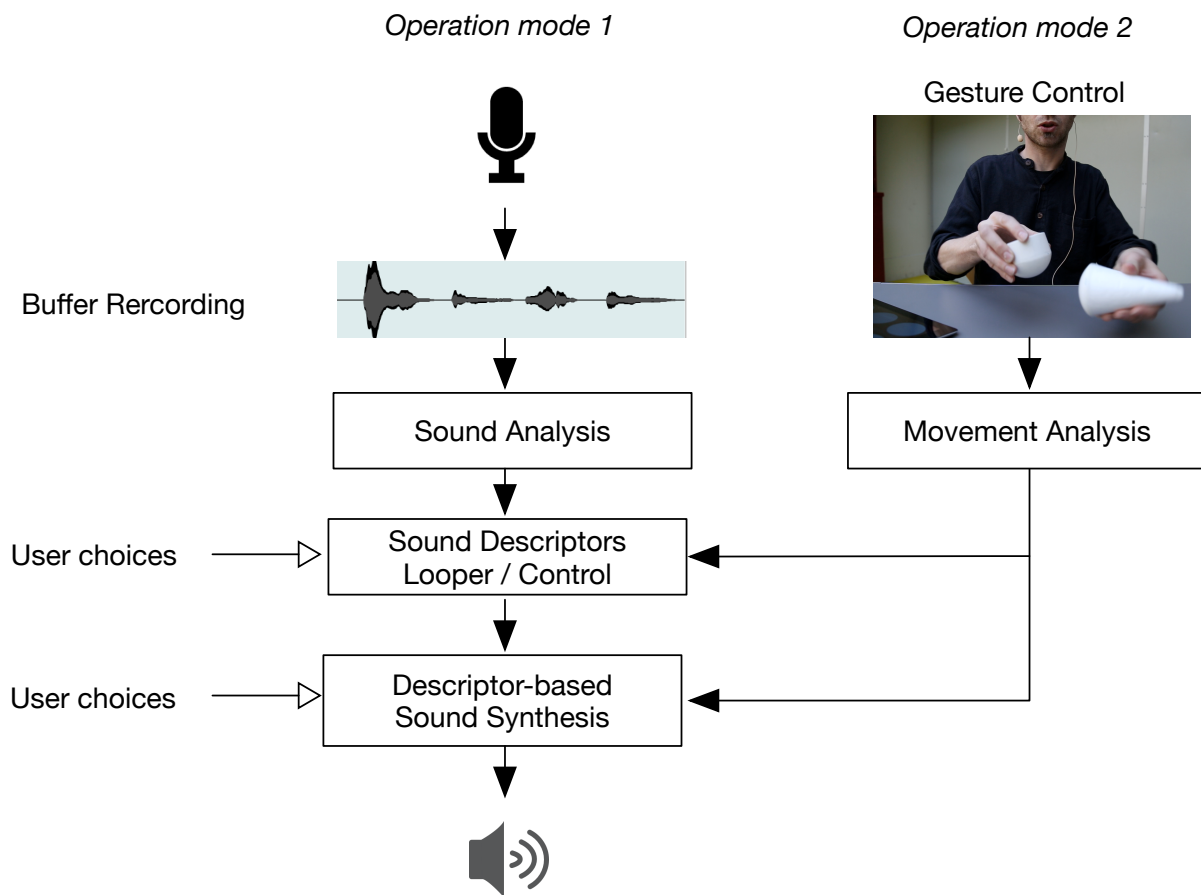 Operation mode 1
Operation mode 2
Gesture Control
Buffer Rercording
Sound Analysis
Movement Analysis
User choices
Sound Descriptors
Looper / Control
User choices
Descriptor-based
Sound Synthesis